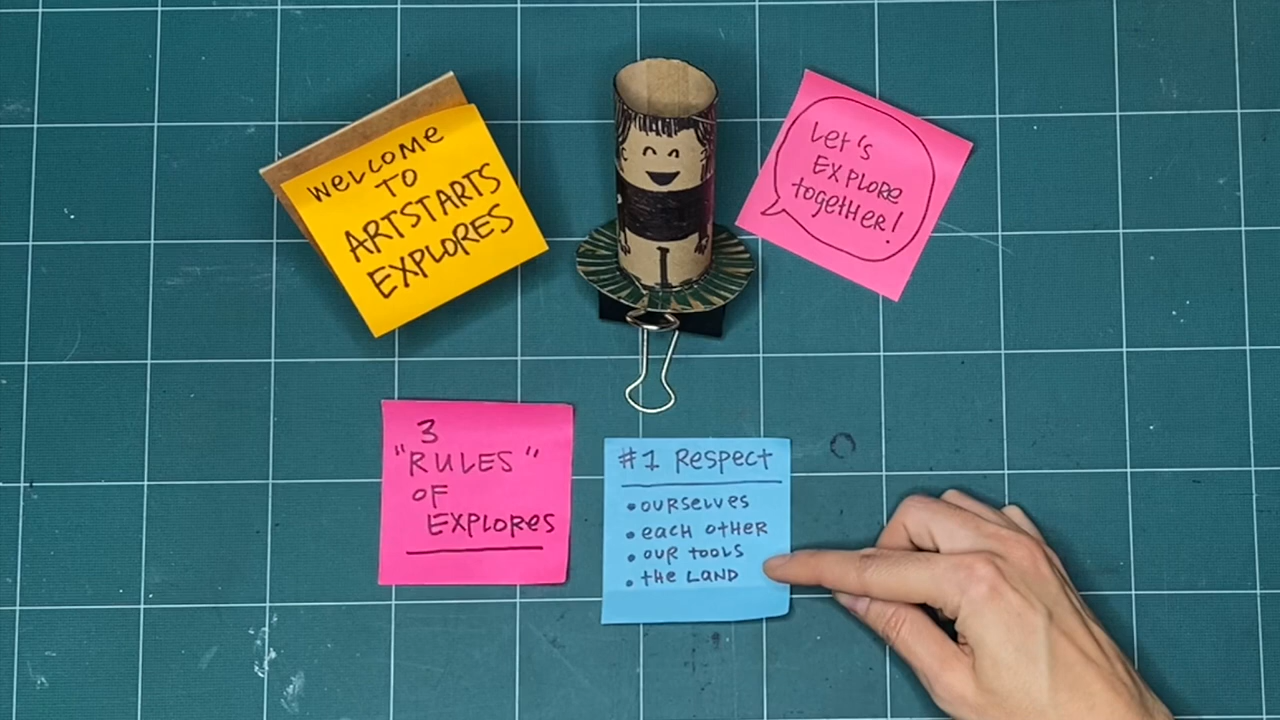 WELCOME
TO
ARTSTARTS
EXPLORES
Let's
EXPLORE
together!
3
"RULES"
OF
EXPLORES
#1 Respect
• OURSELVES
• EACH OTHER
• OUR TOOLS
• THE LAND